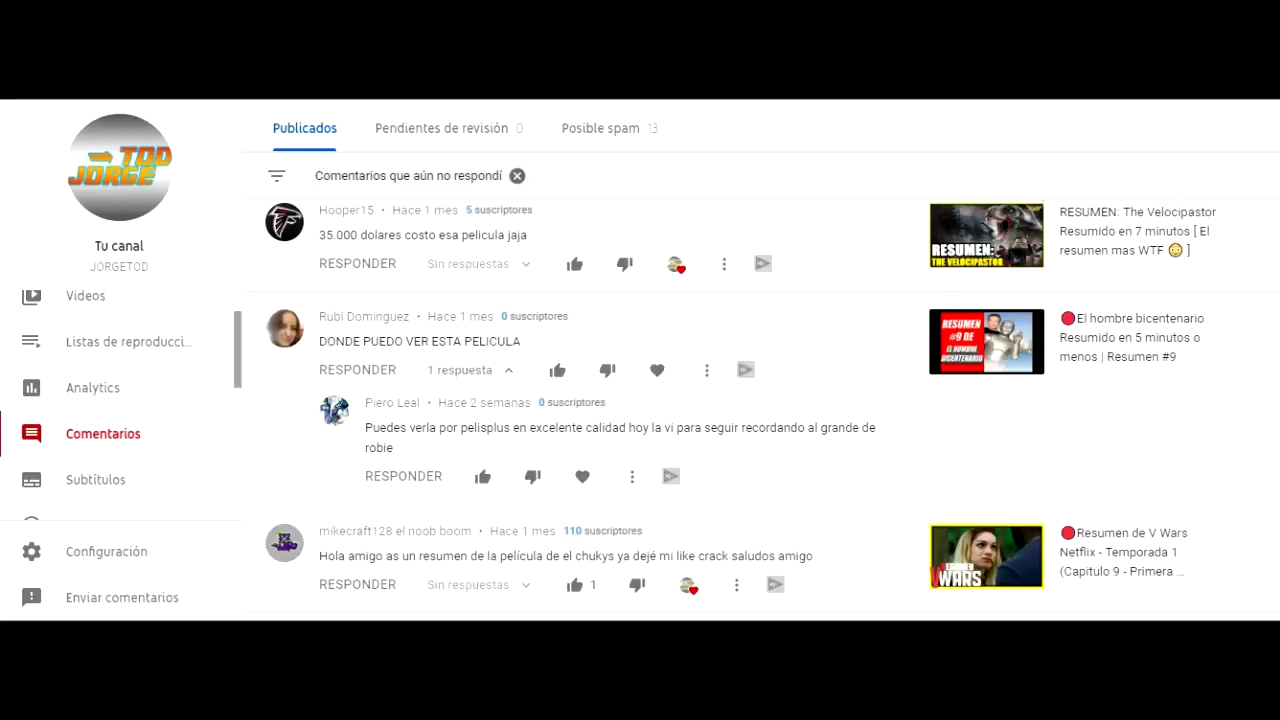 TOD
JORGE
Tu canal
JORGETOD
Videos
Listas de reproducci...
Analytics
Comentarios
Subtítulos
Configuración
Enviar comentarios
Publicados
Pendientes de revisión 0
Posible spam 13
Comentarios que aún no respondí
Hooper15 • Hace 1 mes 5 suscriptores
35.000 dolares costo esa pelicula jaja
RESPONDER Sin respuestas
RESUMEN:
THE VELOCIPASTOR
RESUMEN: The Velocipastor
Resumido en 7 minutos [ El
resumen mas WTF 😳 ]
Rubi Dominguez • Hace 1 mes 0 suscriptores
DONDE PUEDO VER ESTA PELICULA
RESPONDER 1 respuesta
RESUMEN
#9 DE
EL HOMBRE
BICENTENARIO
🔴El hombre bicentenario
Resumido en 5 minutos o
menos | Resumen #9
Piero Leal • Hace 2 semanas 0 suscriptores
Puedes verla por pelisplus en excelente calidad hoy la vi para seguir recordando al grande de
robie
RESPONDER
mikecraft128 el noob boom • Hace 1 mes 110 suscriptores
Hola amigo as un resumen de la película de el chukys ya dejé mi like crack saludos amigo
RESPONDER Sin respuestas 1
RESUMEN
WARS
🔴Resumen de V Wars
Netflix - Temporada 1
(Capitulo 9 - Primera ...